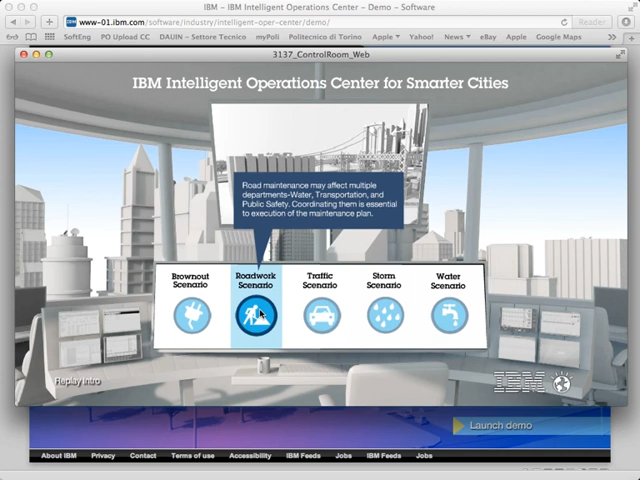 IBM – IBM Intelligent Operations Center - Demo - Software
www-01.ibm.com/software/industry/intelligent-oper-center/demo/
Reader
SoftEng PO Upload CC DAUIN – Settore Tecnico myPoli Politecnico di Torino Apple Yahoo! News eBay Apple Google Maps
3137_ControlRoom_Web
IBM Intelligent Operations Center for Smarter Cities
Road maintenance may affect multiple
departments-Water, Transportation, and
Public Safety. Coordinating them is essential
to execution of the maintenance plan.
Brownout
Scenario
Roadwork
Scenario
Traffic
Scenario
Storm
Scenario
Water
Scenario
Replay Intro
IBM
Launch demo
About IBM Privacy Contact Terms of use Accessibility IBM Feeds Jobs IBM Feeds Jobs